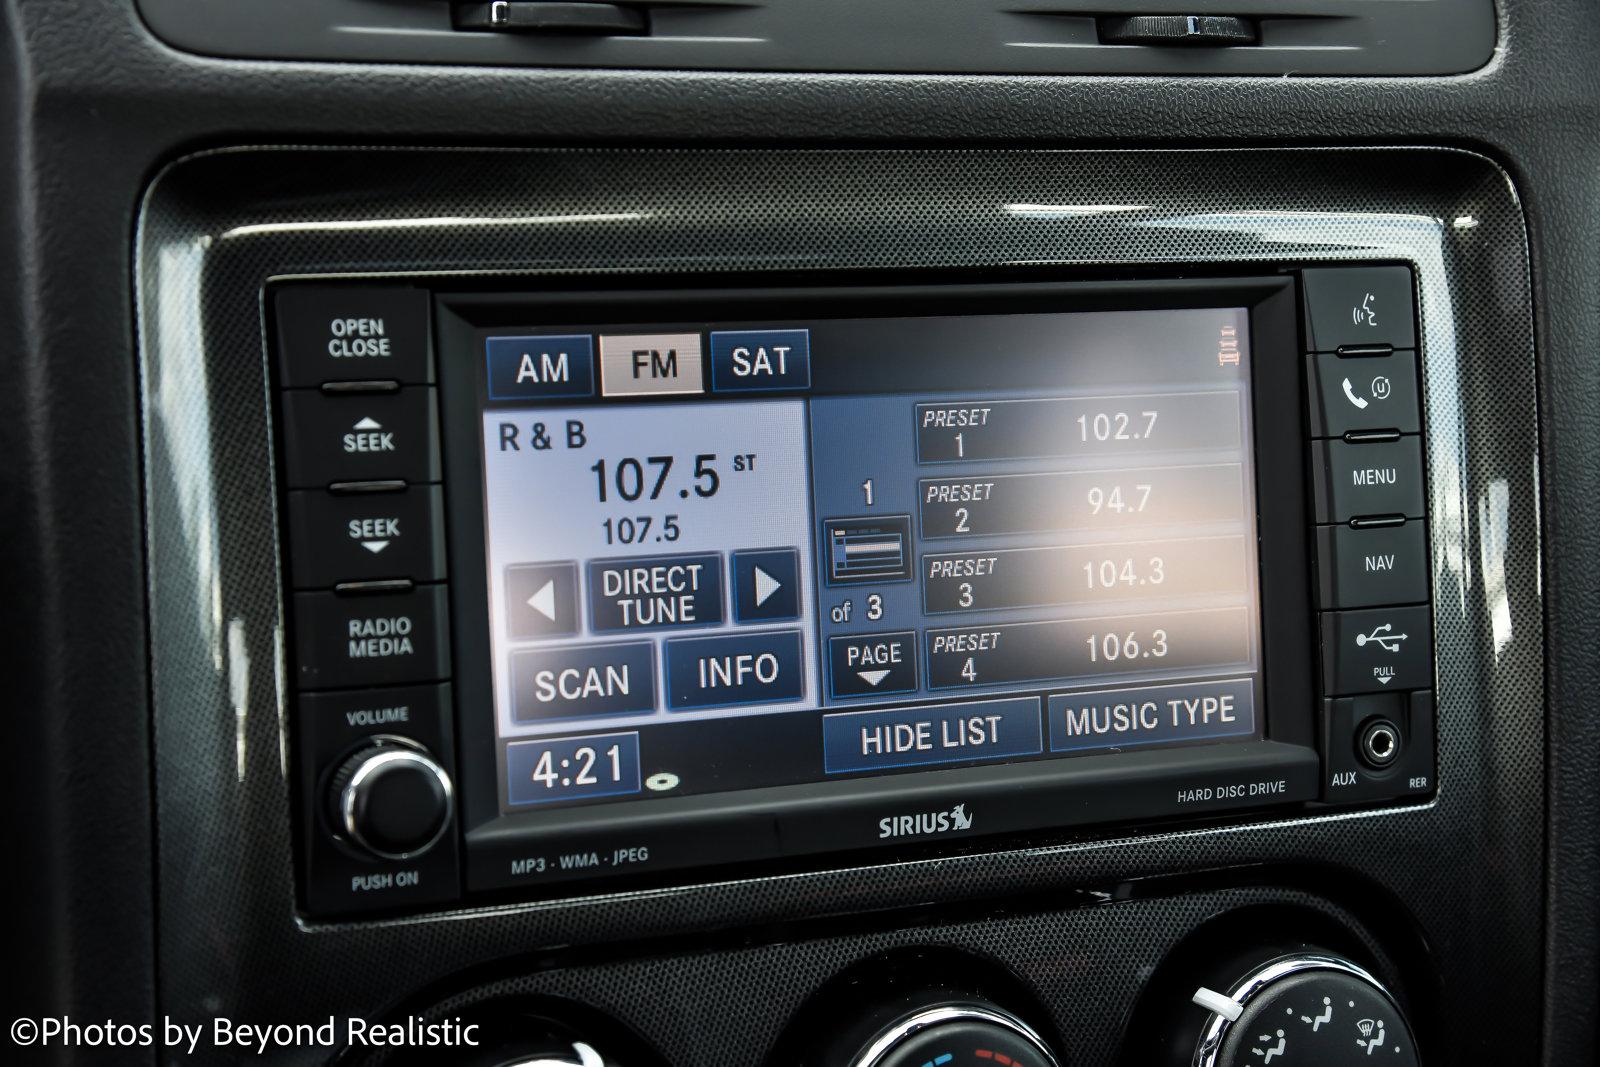 OPEN
CLOSE
SEEK
SEEK
RADIO
MEDIA
VOLUME
PUSH ON
AM
FM
SAT
R & B
107.5 ST
107.5
DIRECT
TUNE
SCAN
INFO
4:21
1
of 3
PAGE
PRESET
1
102.7
PRESET
2
94.7
PRESET
3
104.3
PRESET
4
106.3
HIDE LIST
MUSIC TYPE
MP3 · WMA · JPEG
SIRIUS
HARD DISC DRIVE
u
MENU
NAV
PULL
AUX
RER
©Photos by Beyond Realistic